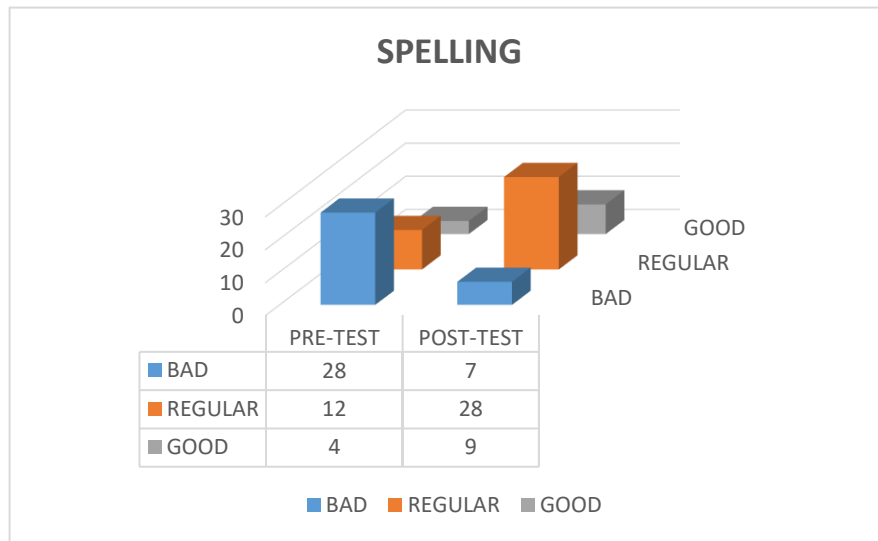 SPELLING
30
20
10
0
GOOD
REGULAR
BAD
PRE-TEST POST-TEST
BAD 28 7
REGULAR 12 28
GOOD 4 9
BAD REGULAR GOOD